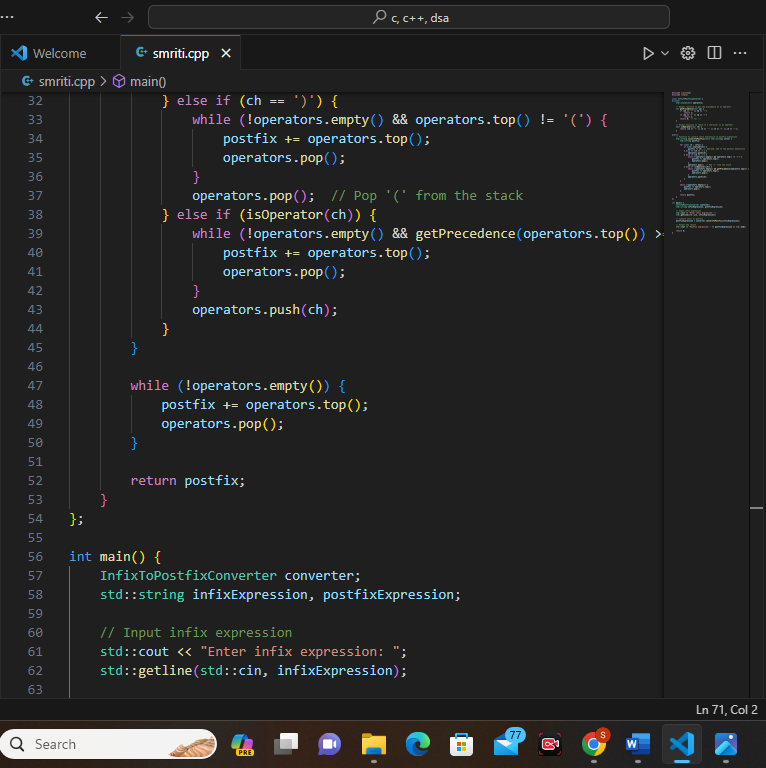 c, c++, dsa
Welcome
smriti.cpp
smriti.cpp > main()
32 } else if (ch == ')') {
33 while (!operators.empty() && operators.top() != '(') {
34 postfix += operators.top();
35 operators.pop();
36 }
37 operators.pop(); // Pop '(' from the stack
38 } else if (isOperator(ch)) {
39 while (!operators.empty() && getPrecedence(operators.top()) >=
40 postfix += operators.top();
41 operators.pop();
42 }
43 operators.push(ch);
44 }
45 }
46
47 while (!operators.empty()) {
48 postfix += operators.top();
49 operators.pop();
50 }
51
52 return postfix;
53 }
54 };
55
56 int main() {
57 InfixToPostfixConverter converter;
58 std::string infixExpression, postfixExpression;
59
60 // Input infix expression
61 std::cout << "Enter infix expression: ";
62 std::getline(std::cin, infixExpression);
63
Ln 71, Col 2
Search
PRE
77
S